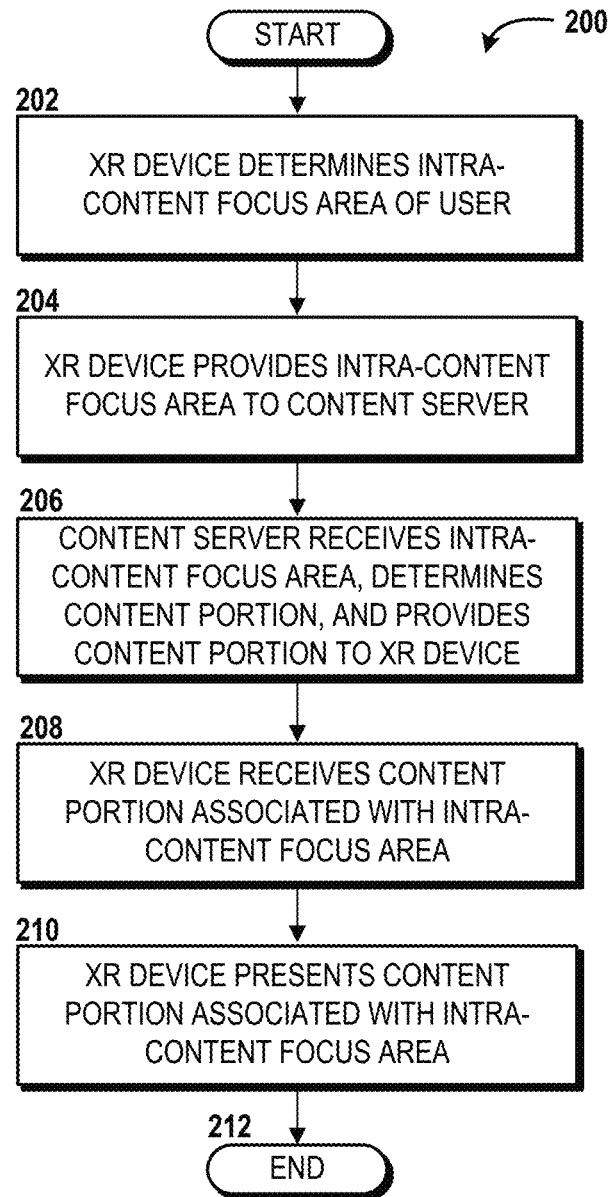 START
200
202
XR DEVICE DETERMINES INTRA-
CONTENT FOCUS AREA OF USER
204
XR DEVICE PROVIDES INTRA-CONTENT
FOCUS AREA TO CONTENT SERVER
206
CONTENT SERVER RECEIVES INTRA-
CONTENT FOCUS AREA, DETERMINES
CONTENT PORTION, AND PROVIDES
CONTENT PORTION TO XR DEVICE
208
XR DEVICE RECEIVES CONTENT
PORTION ASSOCIATED WITH INTRA-
CONTENT FOCUS AREA
210
XR DEVICE PRESENTS CONTENT
PORTION ASSOCIATED WITH INTRA-
CONTENT FOCUS AREA
212
END